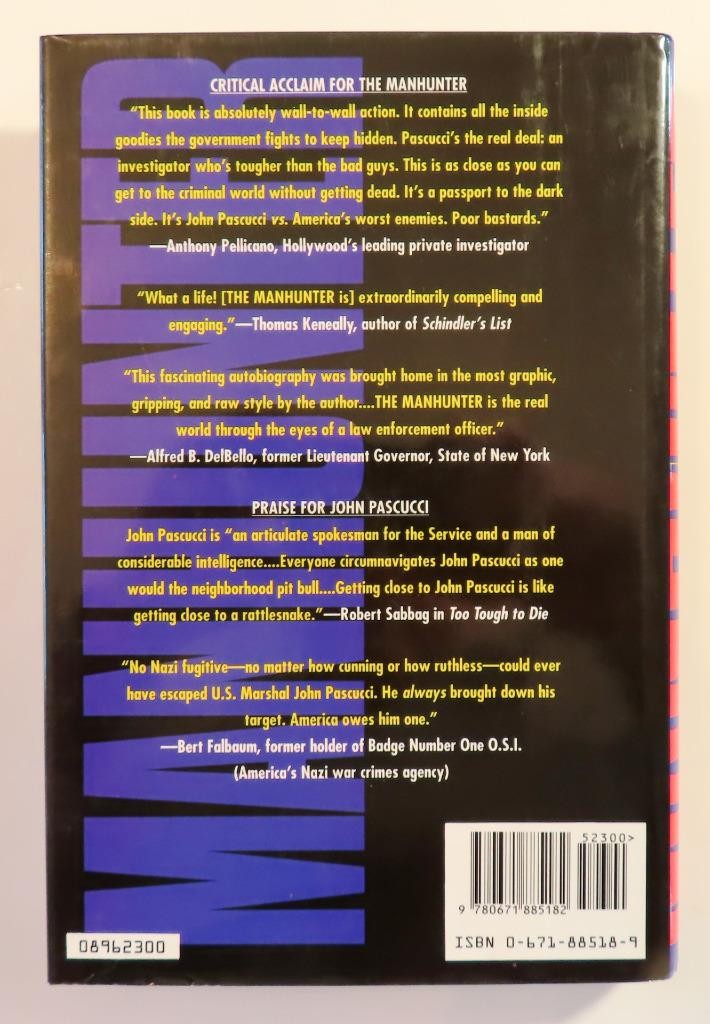 CRITICAL ACCLAIM FOR THE MANHUNTER
“This book is absolutely wall-to-wall action. It contains all the inside
goodies the government fights to keep hidden. Pascucci’s the real deal: an
investigator who’s tougher than the bad guys. This is as close as you can
get to the criminal world without getting dead. It’s a passport to the dark
side. It’s John Pascucci vs. America’s worst enemies. Poor bastards.”
—Anthony Pellicano, Hollywood’s leading private investigator
“What a life! [THE MANHUNTER is] extraordinarily compelling and
engaging.”—Thomas Keneally, author of Schindler’s List
“This fascinating autobiography was brought home in the most graphic,
gripping, and raw style by the author....THE MANHUNTER is the real
world through the eyes of a law enforcement officer.”
—Alfred B. DelBello, former Lieutenant Governor, State of New York
PRAISE FOR JOHN PASCUCCI
John Pascucci is “an articulate spokesman for the Service and a man of
considerable intelligence....Everyone circumnavigates John Pascucci as one
would the neighborhood pit bull....Getting close to John Pascucci is like
getting close to a rattlesnake.”—Robert Sabbag in Too Tough to Die
“No Nazi fugitive—no matter how cunning or how ruthless—could ever
have escaped U.S. Marshal John Pascucci. He always brought down his
target. America owes him one.”
—Bert Falbaum, former holder of Badge Number One O.S.I.
(America’s Nazi war crimes agency)
MANHUNTER
52300>
9 780671 885182
ISBN 0-671-88518-9
08962300